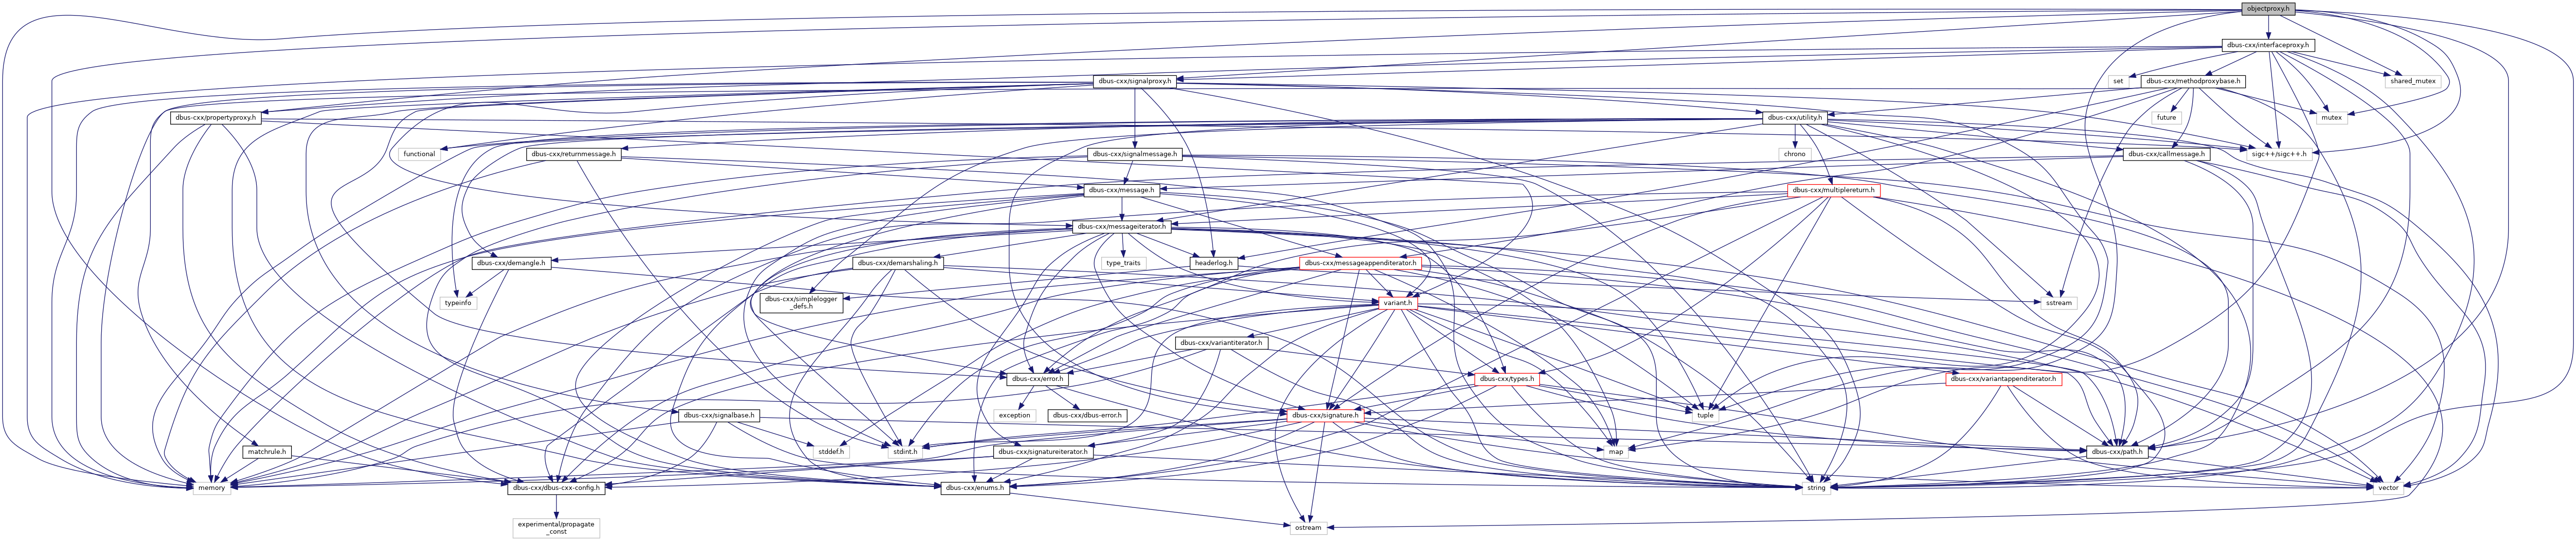 objectproxy.h
dbus-cxx/interfaceproxy.h
dbus-cxx/signalproxy.h
set
dbus-cxx/methodproxybase.h
shared_mutex
dbus-cxx/propertyproxy.h
dbus-cxx/utility.h
future
mutex
functional
dbus-cxx/returnmessage.h
dbus-cxx/signalmessage.h
chrono
dbus-cxx/callmessage.h
sigc++/sigc++.h
dbus-cxx/message.h
dbus-cxx/multiplereturn.h
dbus-cxx/messageiterator.h
dbus-cxx/demangle.h
dbus-cxx/demarshaling.h
type_traits
headerlog.h
dbus-cxx/messageappenditerator.h
typeinfo
dbus-cxx/simplelogger
_defs.h
variant.h
sstream
dbus-cxx/variantiterator.h
dbus-cxx/error.h
dbus-cxx/types.h
dbus-cxx/variantappenditerator.h
dbus-cxx/signalbase.h
exception
dbus-cxx/dbus-error.h
dbus-cxx/signature.h
tuple
matchrule.h
stddef.h
stdint.h
dbus-cxx/signatureiterator.h
map
dbus-cxx/path.h
memory
dbus-cxx/dbus-cxx-config.h
dbus-cxx/enums.h
string
vector
experimental/propagate
_const
ostream